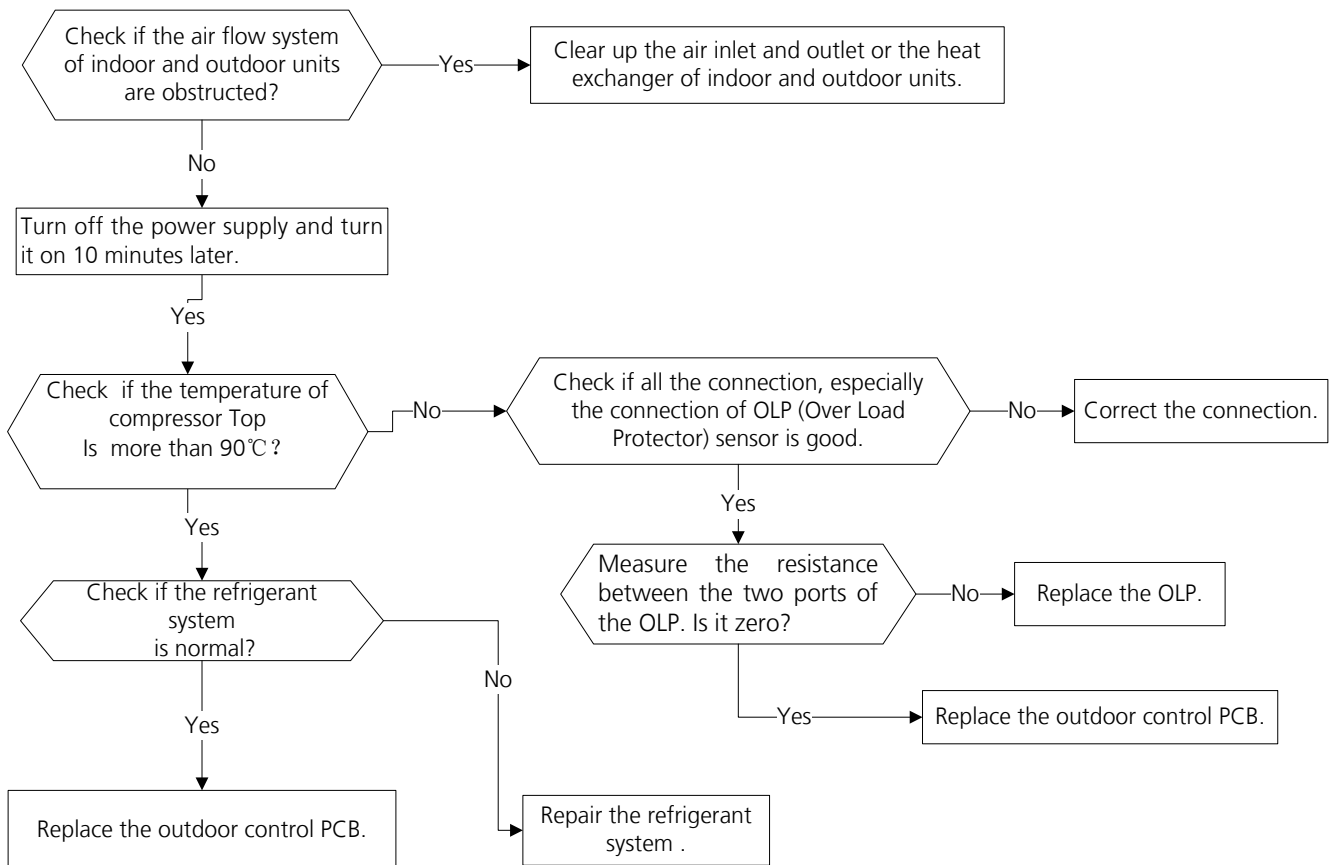 Check if the air flow system
of indoor and outdoor units
are obstructed?
Yes
Clear up the air inlet and outlet or the heat
exchanger of indoor and outdoor units.
No
Turn off the power supply and turn
it on 10 minutes later.
Yes
Check if the temperature of
compressor Top
Is more than 90℃?
No
Check if all the connection, especially
the connection of OLP (Over Load
Protector) sensor is good.
No
Correct the connection.
Yes
Yes
Measure the resistance
between the two ports of
the OLP. Is it zero?
No
Replace the OLP.
Check if the refrigerant
system
is normal?
No
Yes
Yes
Replace the outdoor control PCB.
Replace the outdoor control PCB.
Repair the refrigerant
system .